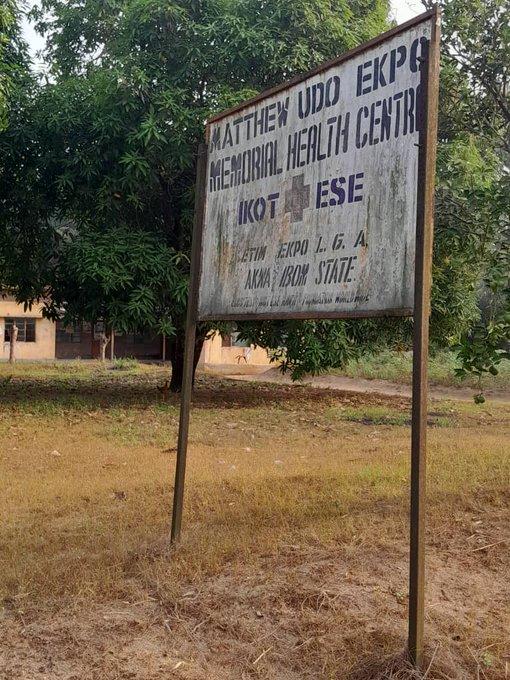 MATTHEW UDO EKPO
MEMORIAL HEALTH CENTRE
IKOT ESE
ETIM EKPO L. G. A,
AKWA IBOM STATE.